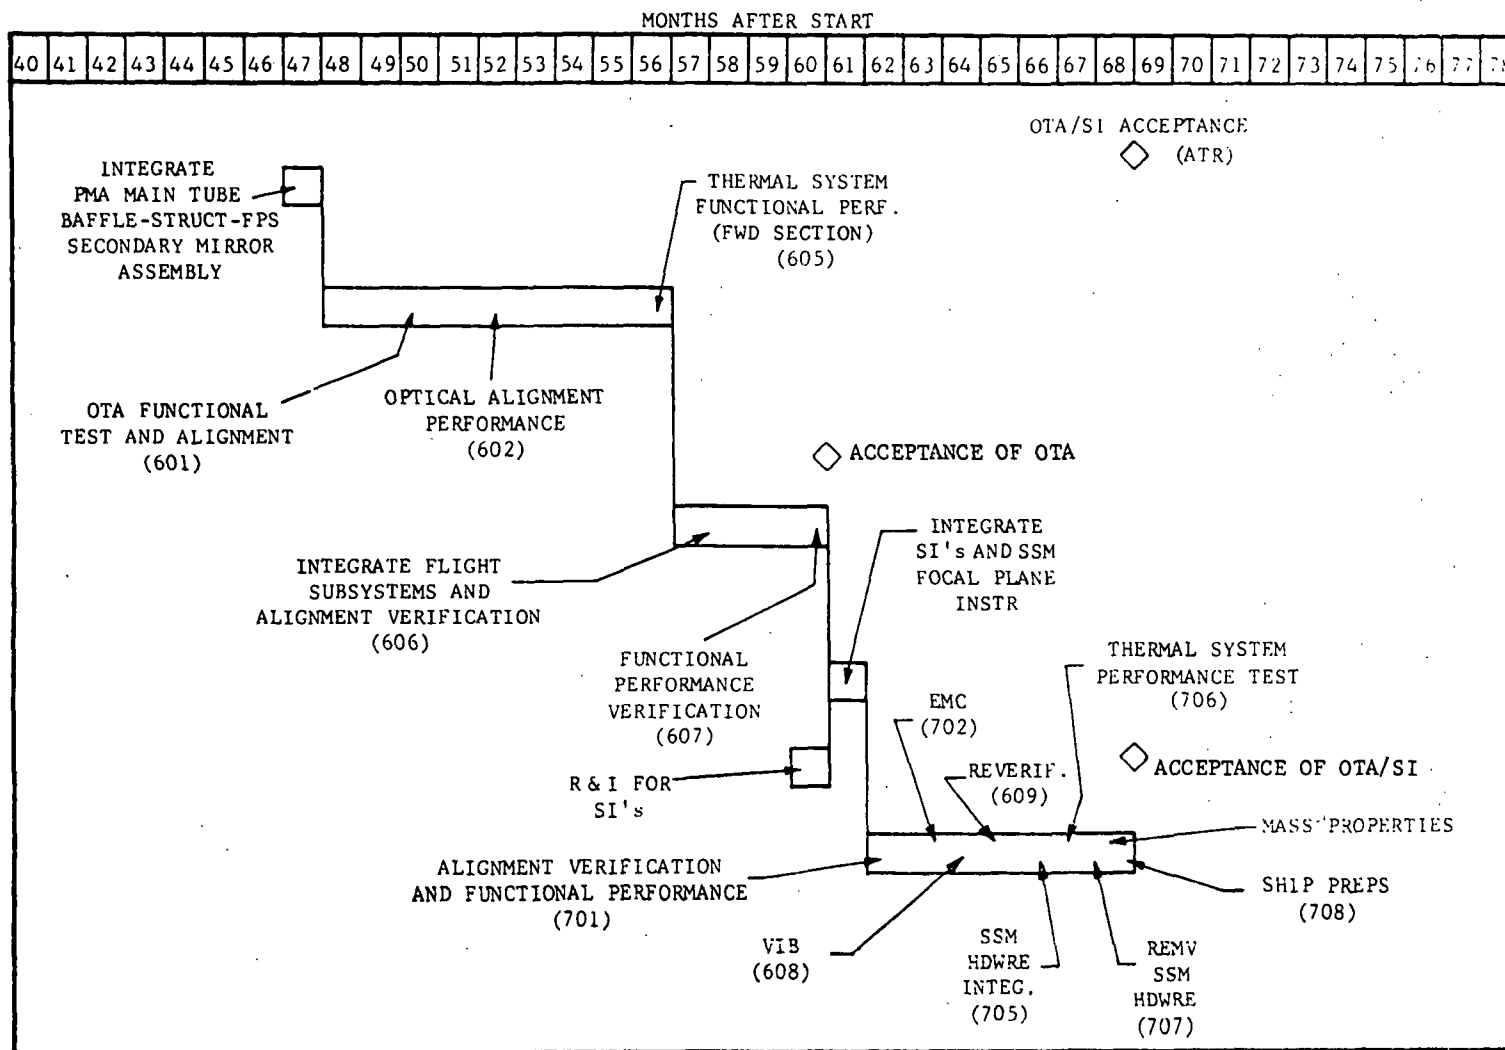 MONTHS AFTER START
40 41 42 43 44 45 46 47 48 49 50 51 52 53 54 55 56 57 58 59 60 61 62 63 64 65 66 67 68 69 70 71 72 73 74 75 76 77 78
OTA/SI ACCEPTANCE
(ATR)
INTEGRATE
PMA MAIN TUBE
BAFFLE-STRUCT-FPS
SECONDARY MIRROR
ASSEMBLY
THERMAL SYSTEM
FUNCTIONAL PERF.
(FWD SECTION)
(605)
OTA FUNCTIONAL
TEST AND ALIGNMENT
(601)
OPTICAL ALIGNMENT
PERFORMANCE
(602)
ACCEPTANCE OF OTA
INTEGRATE FLIGHT
SUBSYSTEMS AND
ALIGNMENT VERIFICATION
(606)
INTEGRATE
SI's AND SSM
FOCAL PLANE
INSTR
FUNCTIONAL
PERFORMANCE
VERIFICATION
(607)
R & I FOR
SI's
EMC
(702)
REVERIF.
(609)
THERMAL SYSTEM
PERFORMANCE TEST
(706)
ACCEPTANCE OF OTA/SI
MASS PROPERTIES
ALIGNMENT VERIFICATION
AND FUNCTIONAL PERFORMANCE
(701)
SHIP PREPS
(708)
VIB
(608)
SSM
HDWRE
INTEG.
(705)
REMV
SSM
HDWRE
(707)